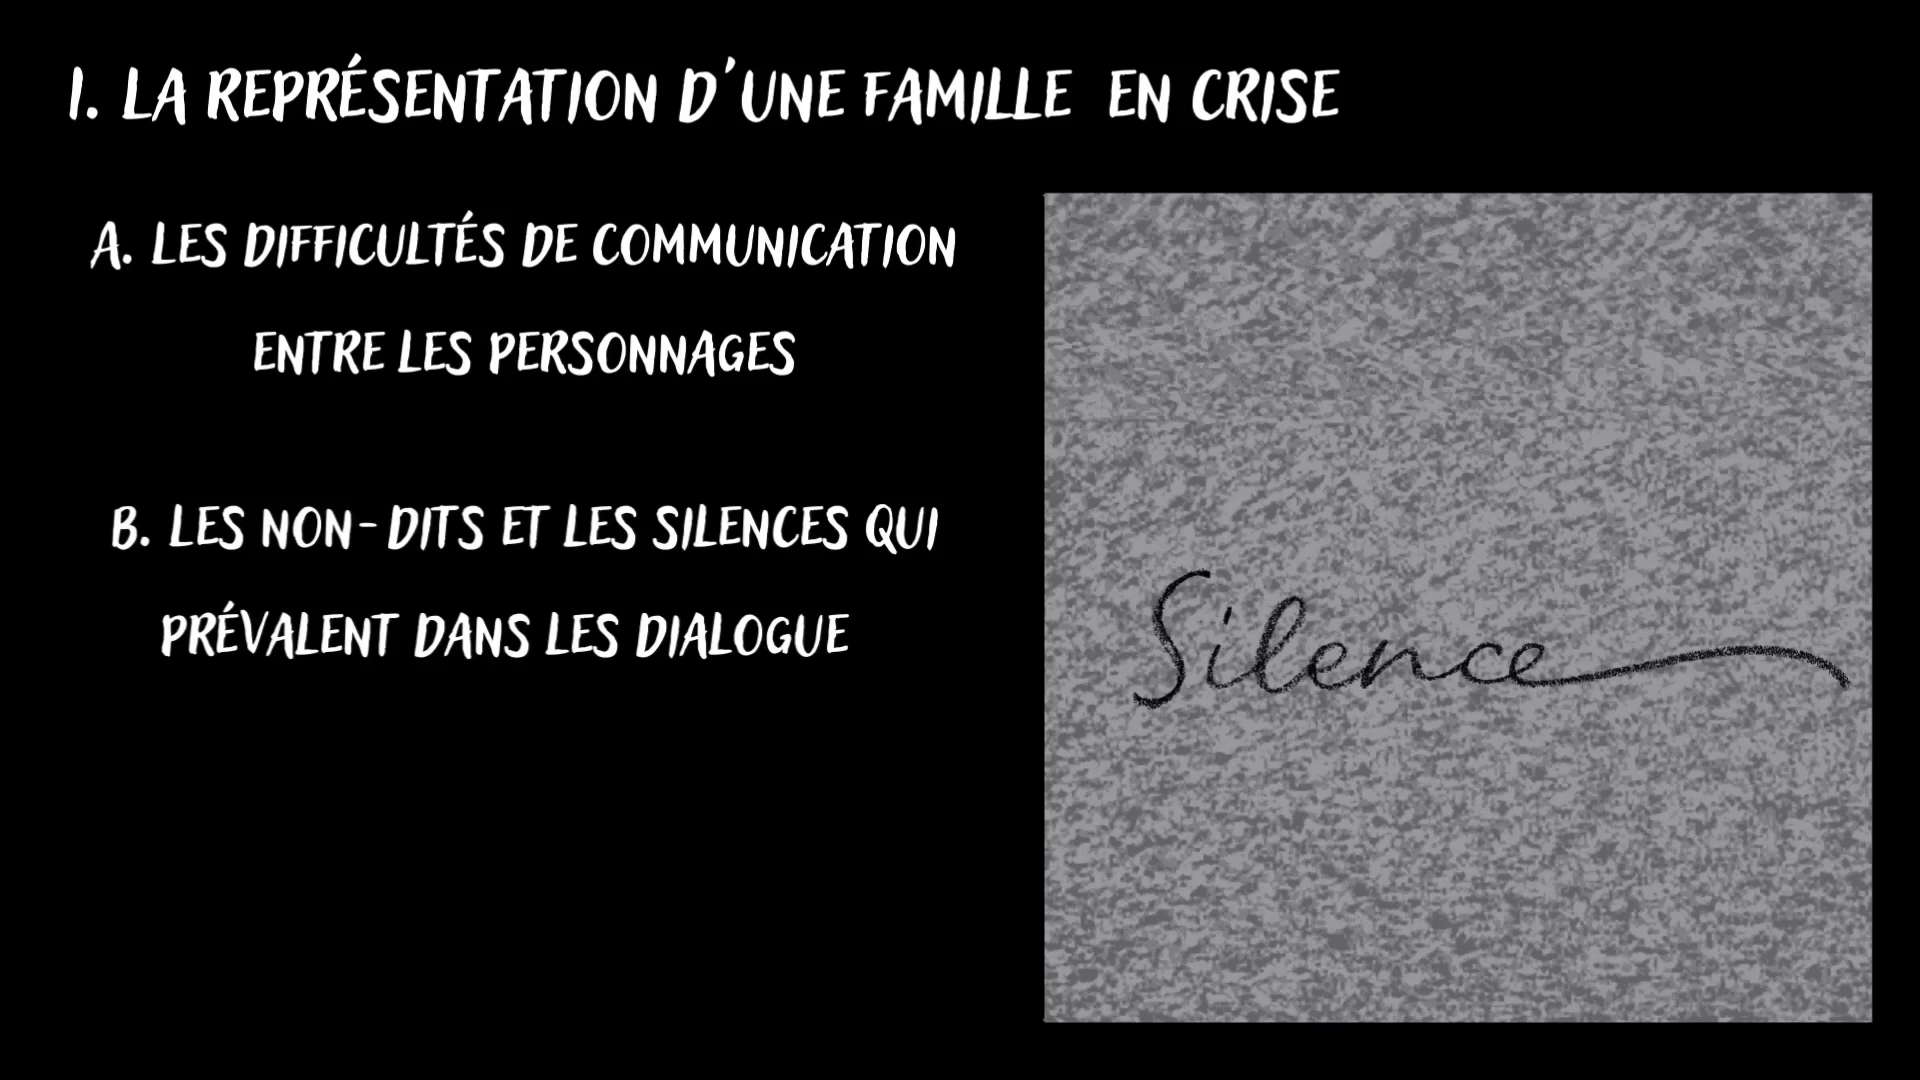 I. LA REPRÉSENTATION D'UNE FAMILLE EN CRISE
A. LES DIFFICULTÉS DE COMMUNICATION
ENTRE LES PERSONNAGES
B. LES NON-DITS ET LES SILENCES QUI
PRÉVALENT DANS LES DIALOGUE
Silence